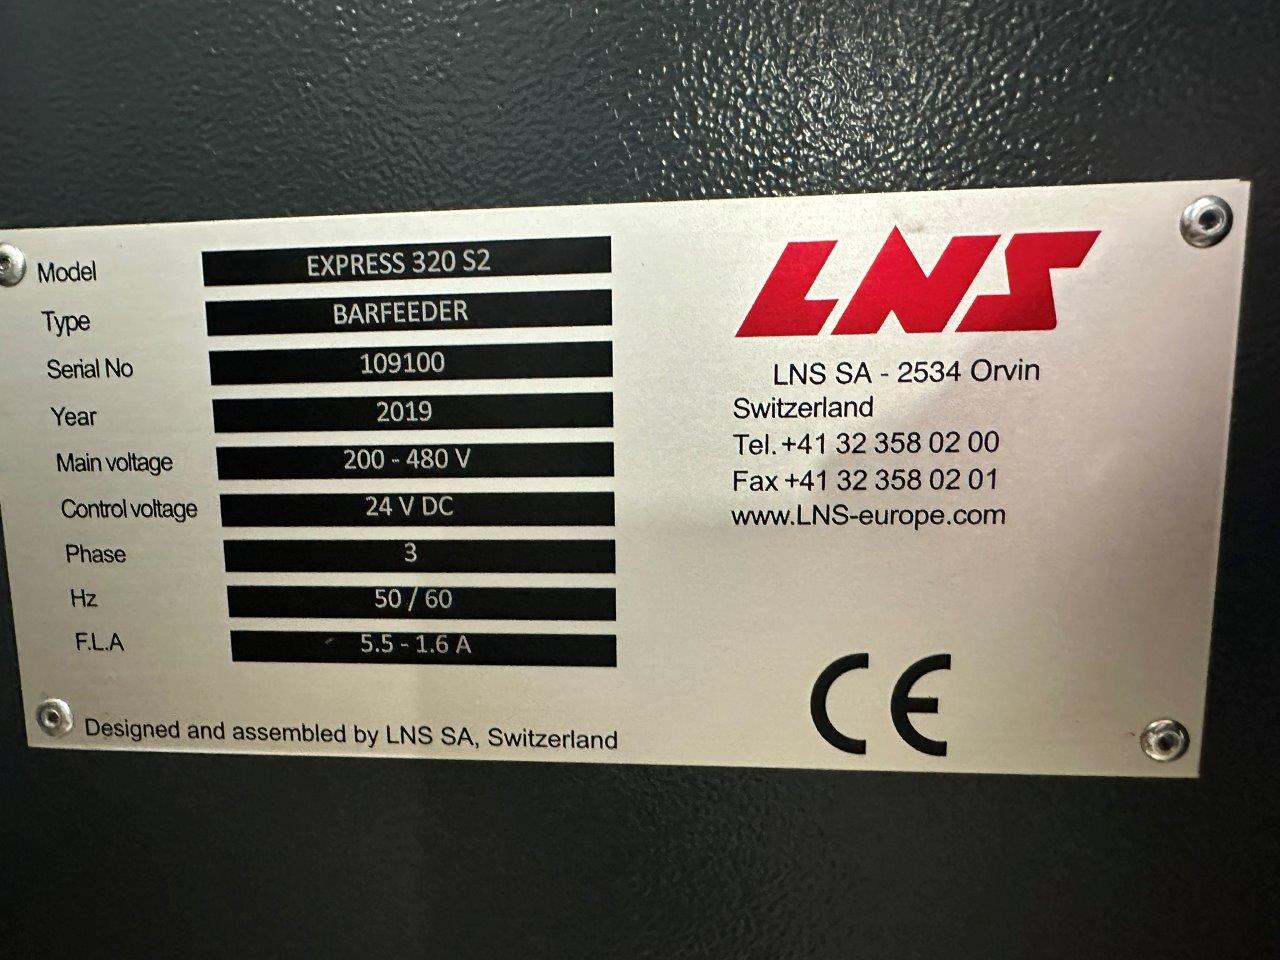 Model EXPRESS 320 S2
Type BARFEEDER
Serial No 109100
Year 2019
Main voltage 200 - 480 V
Control voltage 24 V DC
Phase 3
Hz 50 / 60
F.L.A 5.5 - 1.6 A
Designed and assembled by LNS SA, Switzerland
LNS
LNS SA - 2534 Orvin
Switzerland
Tel. +41 32 358 02 00
Fax +41 32 358 02 01
www.LNS-europe.com
CE